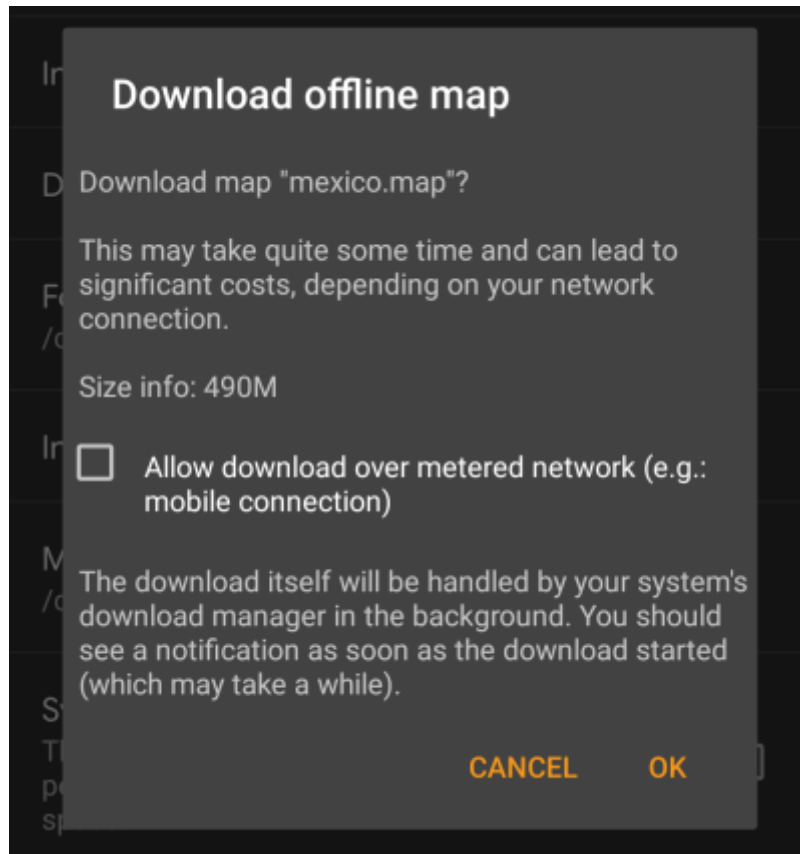 Download offline map
Download map "mexico.map"?
This may take quite some time and can lead to
significant costs, depending on your network
connection.
Size info: 490M
Allow download over metered network (e.g.:
mobile connection)
The download itself will be handled by your system's
download manager in the background. You should
see a notification as soon as the download started
(which may take a while).
CANCEL OK